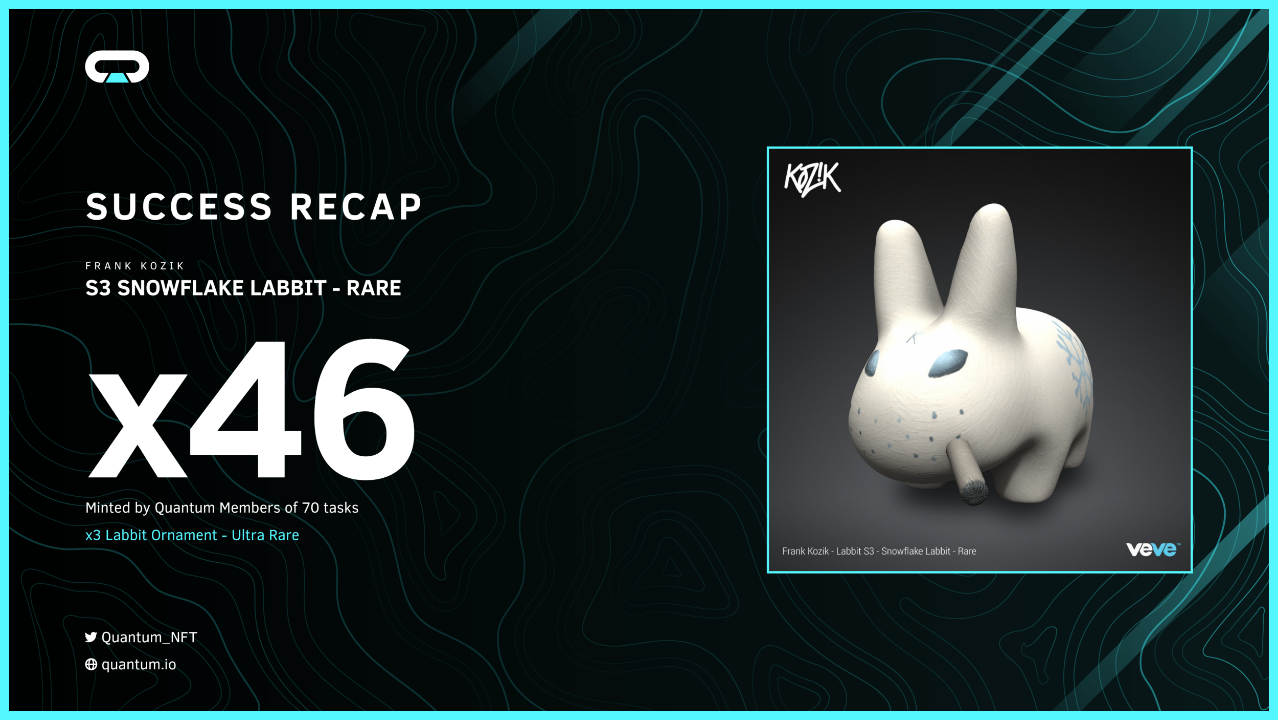 SUCCESS RECAP
FRANK KOZIK
S3 SNOWFLAKE LABBIT - RARE
x46
Minted by Quantum Members of 70 tasks
x3 Labbit Ornament - Ultra Rare
Quantum_NFT
quantum.io
KOZIK
Frank Kozik - Labbit S3 - Snowflake Labbit - Rare
veve™